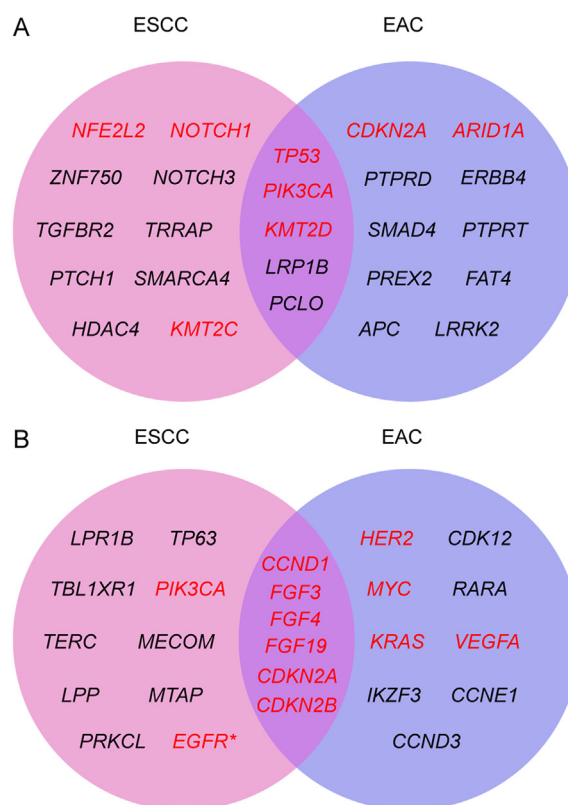 A
ESCC EAC
NFE2L2 NOTCH1 CDKN2A ARID1A
TP53
ZNF750 NOTCH3 PTPRD ERBB4
PIK3CA
TGFBR2 TRRAP KMT2D SMAD4 PTPRT
LRP1B
PTCH1 SMARCA4 PREX2 FAT4
PCLO
HDAC4 KMT2C APC LRRK2
B
ESCC EAC
LPR1B TP63 HER2 CDK12
CCND1
TBL1XR1 PIK3CA FGF3 MYC RARA
FGF4
TERC MECOM FGF19 KRAS VEGFA
CDKN2A
LPP MTAP IKZF3 CCNE1
CDKN2B
PRKCL EGFR* CCND3